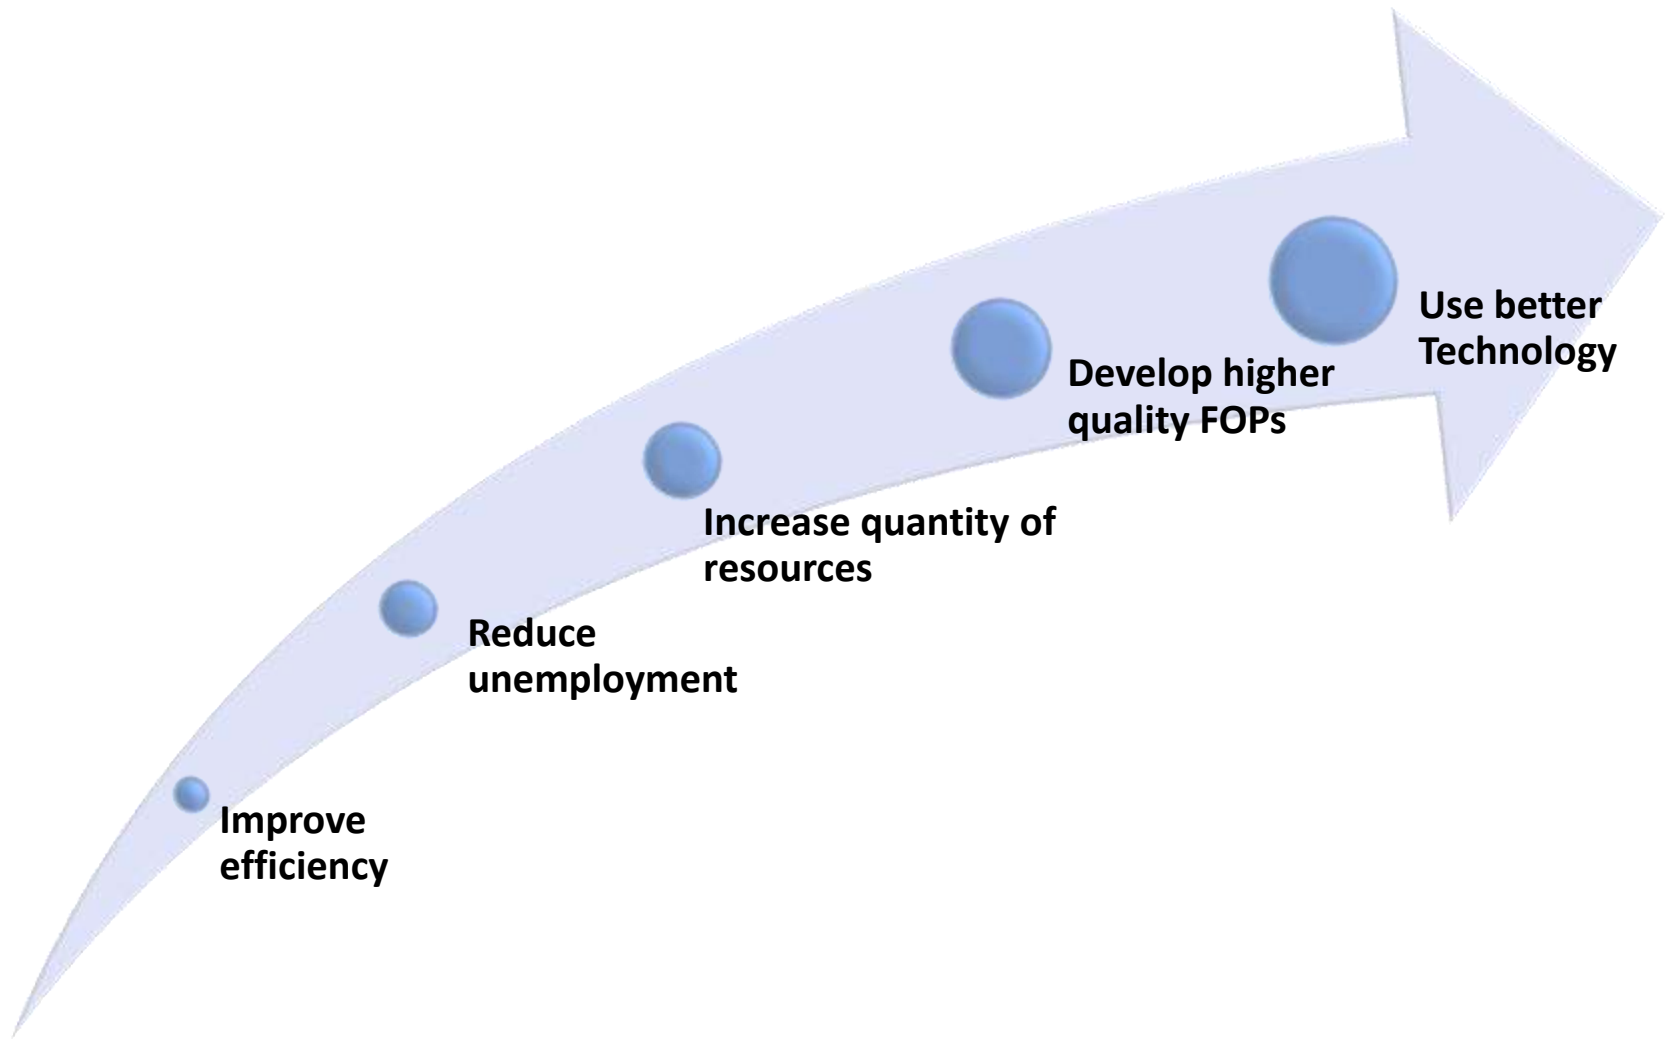 Use better
Technology
Develop higher
quality FOPs
Increase quantity of
resources
Reduce
unemployment
Improve
efficiency